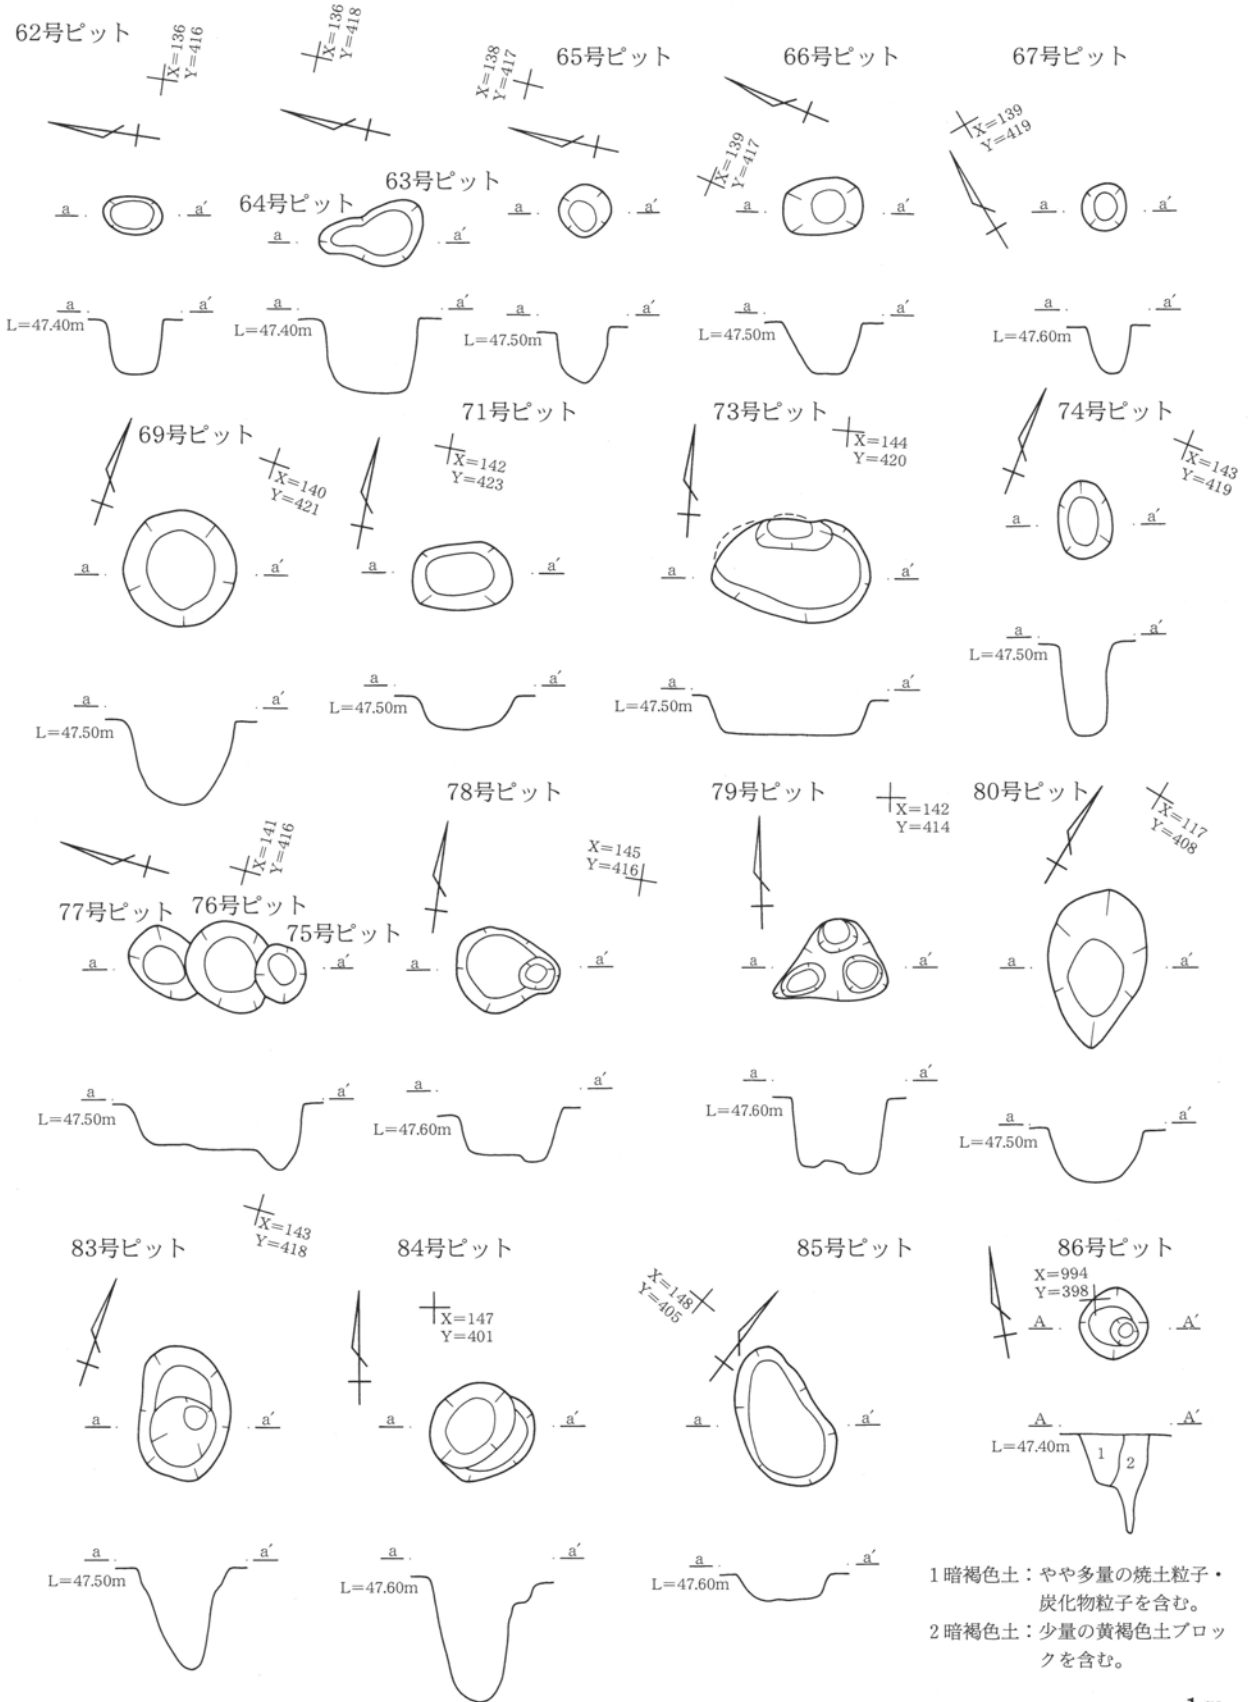 62号ピット
X=136
Y=416
X=136
Y=418
X=138
Y=417
65号ピット
66号ピット
X=139
Y=417
67号ピット
X=139
Y=419
a a′
64号ピット
63号ピット
a a′
a a′
a a′
a a′
a a′
L=47.40m
a a′
L=47.40m
a a′
L=47.50m
a a′
L=47.50m
a a′
L=47.60m
69号ピット
X=140
Y=421
71号ピット
X=142
Y=423
73号ピット
X=144
Y=420
74号ピット
X=143
Y=419
a a′
a a′
a a′
a a′
a a′
L=47.50m
a a′
L=47.50m
a a′
L=47.50m
a a′
L=47.50m
X=141
Y=416
77号ピット
76号ピット
75号ピット
78号ピット
X=145
Y=416
79号ピット
X=142
Y=414
80号ピット
X=117
Y=408
a a′
a a′
a a′
a a′
a a′
L=47.50m
a a′
L=47.60m
a a′
L=47.60m
a a′
L=47.50m
83号ピット
X=143
Y=418
84号ピット
X=147
Y=401
85号ピット
X=148
Y=405
86号ピット
X=994
Y=398
a a′
a a′
a a′
A A′
a a′
L=47.50m
a a′
L=47.60m
a a′
L=47.60m
A A′
L=47.40m
1 2
1暗褐色土：やや多量の焼土粒子・
炭化物粒子を含む。
2暗褐色土：少量の黄褐色土ブロッ
クを含む。